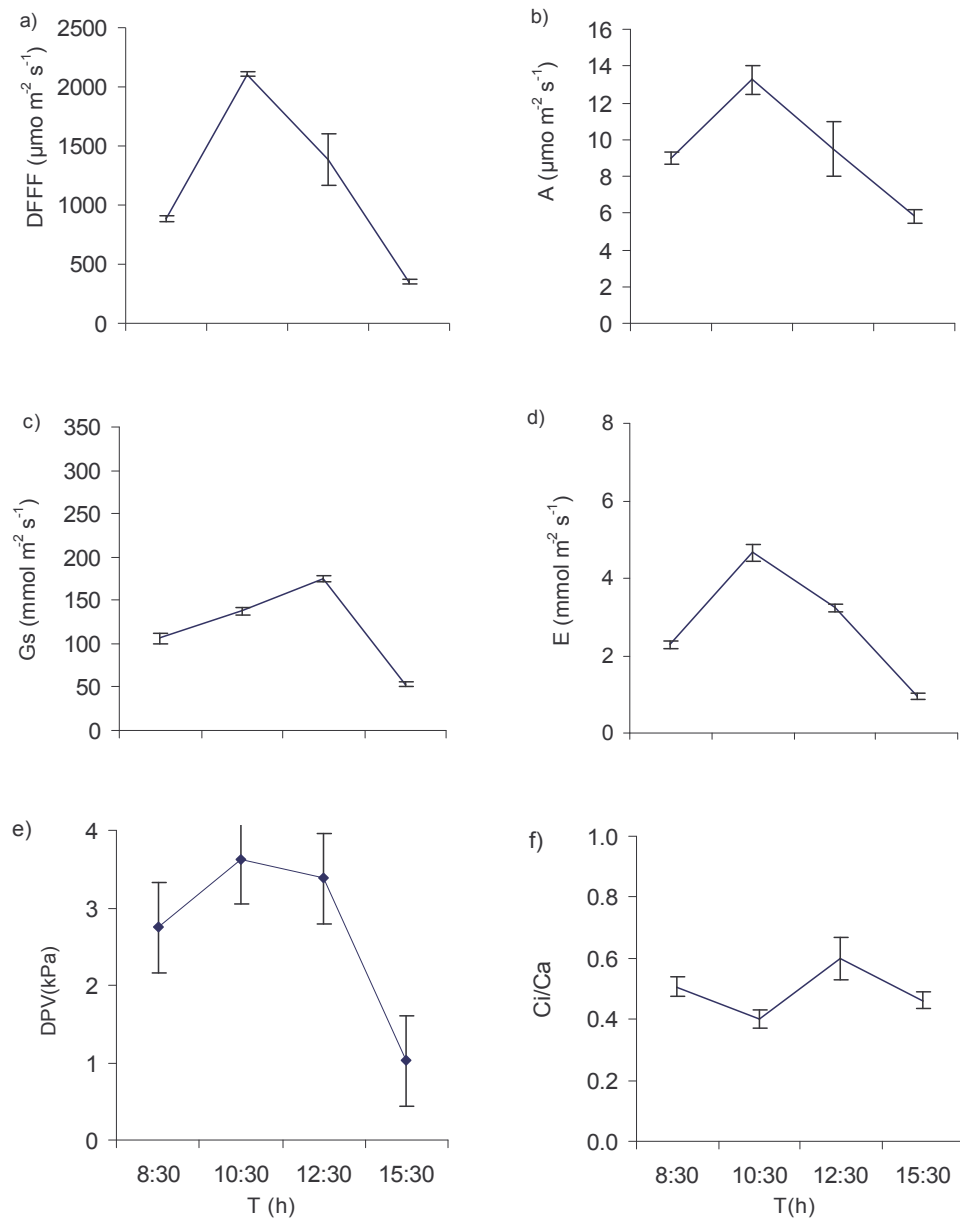 a)
DFFF (µmo m⁻² s⁻¹)
2500
2000
1500
1000
500
0
b)
A (µmo m⁻² s⁻¹)
16
14
12
10
8
6
4
2
0
c)
Gs (mmol m⁻² s⁻¹)
350
300
250
200
150
100
50
0
d)
E (mmol m⁻² s⁻¹)
8
6
4
2
0
e)
DPV(kPa)
4
3
2
1
0
8:30 10:30 12:30 15:30
T (h)
f)
Ci/Ca
1.0
0.8
0.6
0.4
0.2
0.0
8:30 10:30 12:30 15:30
T(h)